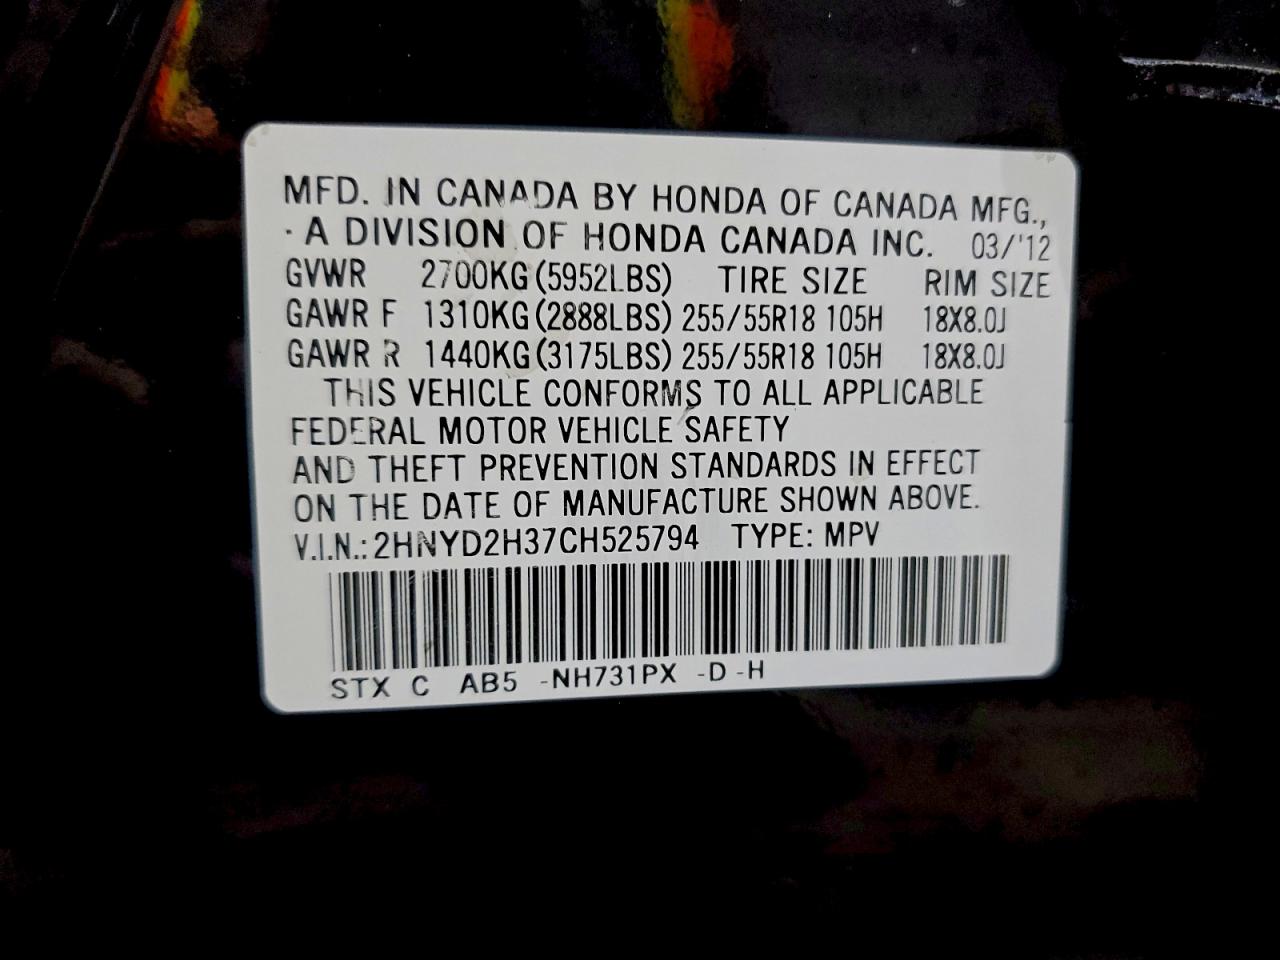 MFD. IN CANADA BY HONDA OF CANADA MFG.,
· A DIVISION OF HONDA CANADA INC. 03/'12
GVWR 2700KG(5952LBS) TIRE SIZE RIM SIZE
GAWR F 1310KG(2888LBS) 255/55R18 105H 18X8.0J
GAWR R 1440KG(3175LBS) 255/55R18 105H 18X8.0J
THIS VEHICLE CONFORMS TO ALL APPLICABLE
FEDERAL MOTOR VEHICLE SAFETY
AND THEFT PREVENTION STANDARDS IN EFFECT
ON THE DATE OF MANUFACTURE SHOWN ABOVE.
V.I.N.: 2HNYD2H37CH525794 TYPE: MPV
STX C AB5 -NH731PX -D -H